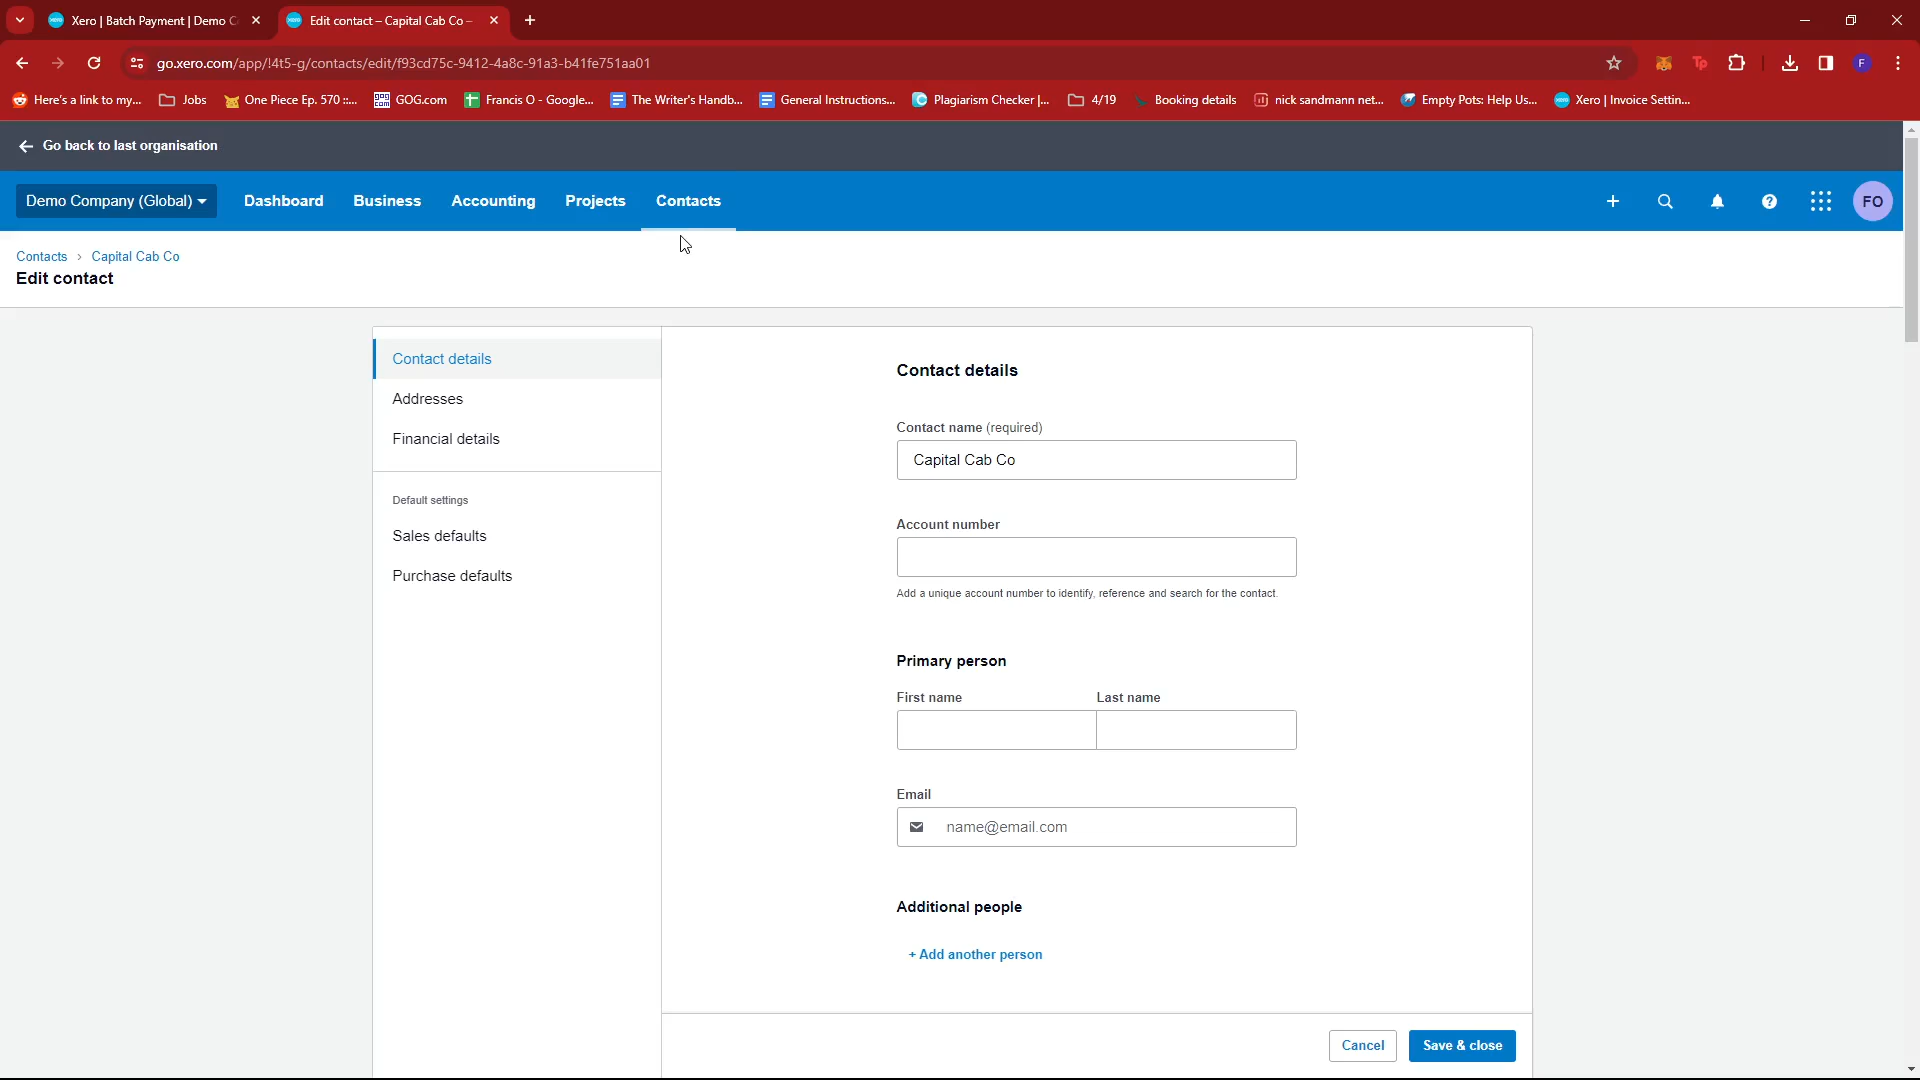 Xero | Batch Payment | Demo C
Edit contact – Capital Cab Co –
go.xero.com/app/!4t5-g/contacts/edit/f93cd75c-9412-4a8c-91a3-b41fe751aa01
Here's a link to my...
Jobs
One Piece Ep. 570 ::...
GOG.com
Francis O - Google...
The Writer's Handb...
General Instructions...
Plagiarism Checker |...
4/19
Booking details
nick sandmann net...
Empty Pots: Help Us...
Xero | Invoice Settin...
Go back to last organisation
Demo Company (Global)
Dashboard
Business
Accounting
Projects
Contacts
FO
Contacts > Capital Cab Co
Edit contact
Contact details
Addresses
Financial details
Default settings
Sales defaults
Purchase defaults
Contact details
Contact name (required)
Capital Cab Co
Account number
Add a unique account number to identify, reference and search for the contact.
Primary person
First name
Last name
Email
name@email.com
Additional people
+ Add another person
Cancel
Save & close